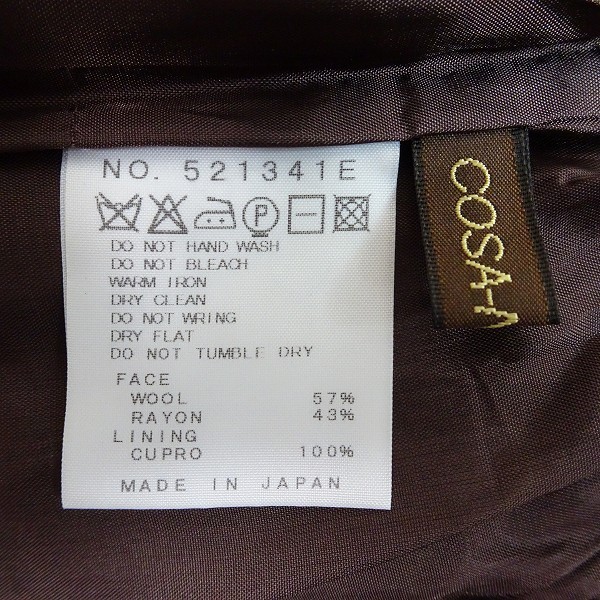 NO. 521341E
P
DO NOT HAND WASH
DO NOT BLEACH
WARM IRON
DRY CLEAN
DO NOT WRING
DRY FLAT
DO NOT TUMBLE DRY
FACE
WOOL 57%
RAYON 43%
LINING
CUPRO 100%
MADE IN JAPAN
COSA-